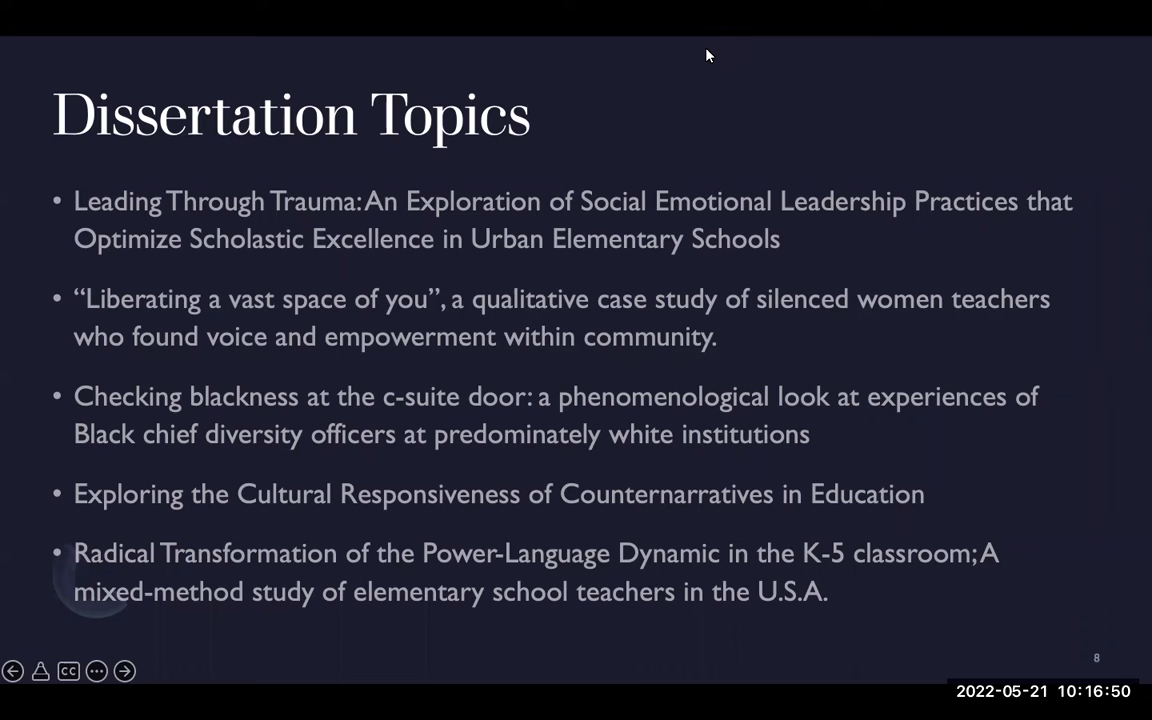 Dissertation Topics
• Leading Through Trauma: An Exploration of Social Emotional Leadership Practices that
Optimize Scholastic Excellence in Urban Elementary Schools
• “Liberating a vast space of you”, a qualitative case study of silenced women teachers
who found voice and empowerment within community.
• Checking blackness at the c-suite door: a phenomenological look at experiences of
Black chief diversity officers at predominately white institutions
• Exploring the Cultural Responsiveness of Counternarratives in Education
• Radical Transformation of the Power-Language Dynamic in the K-5 classroom; A
mixed-method study of elementary school teachers in the U.S.A.
8
CC
2022-05-21 10:16:50